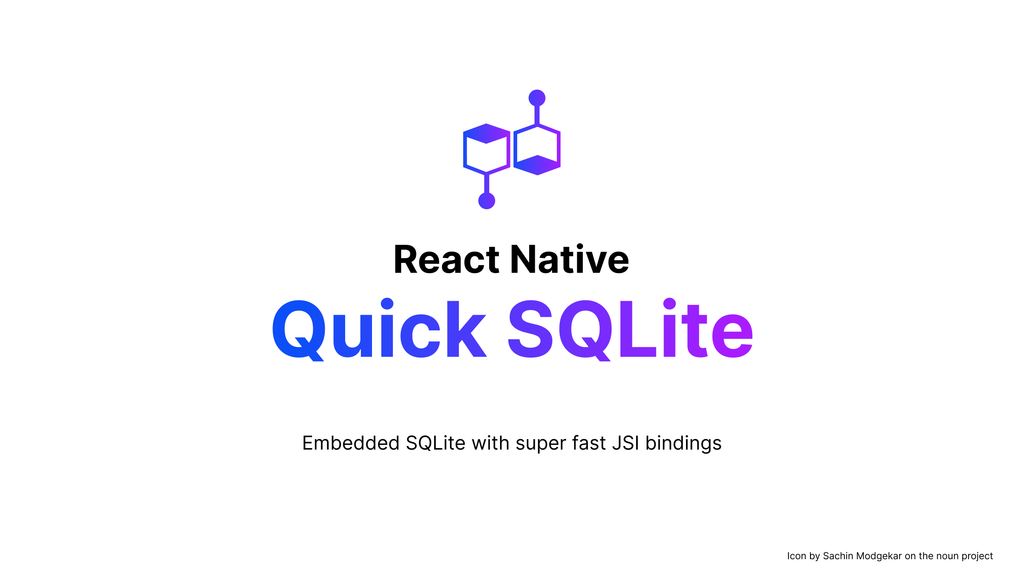 React Native
Quick SQLite
Embedded SQLite with super fast JSI bindings
Icon by Sachin Modgekar on the noun project